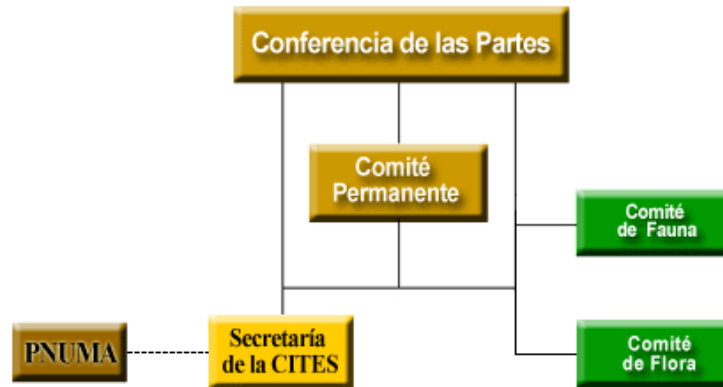 Conferencia de las Partes
Comité
Permanente
Comité
de Fauna
PNUMA
Secretaría
de la CITES
Comité
de Flora